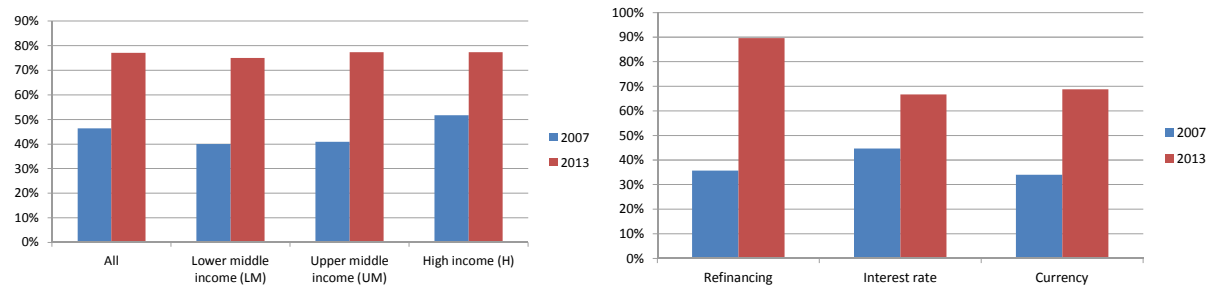 90%
80%
70%
60%
50%
40%
30%
20%
10%
0%
All
Lower middle
income (LM)
Upper middle
income (UM)
High income (H)
2007
2013
100%
90%
80%
70%
60%
50%
40%
30%
20%
10%
0%
Refinancing
Interest rate
Currency
2007
2013